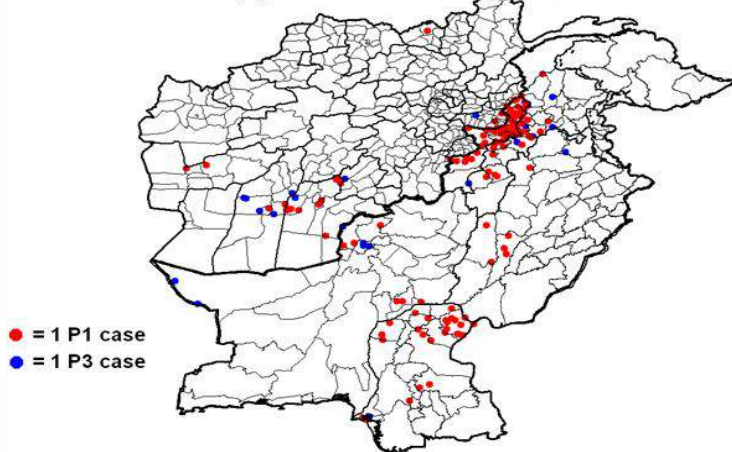 = 1 P1 case
= 1 P3 case